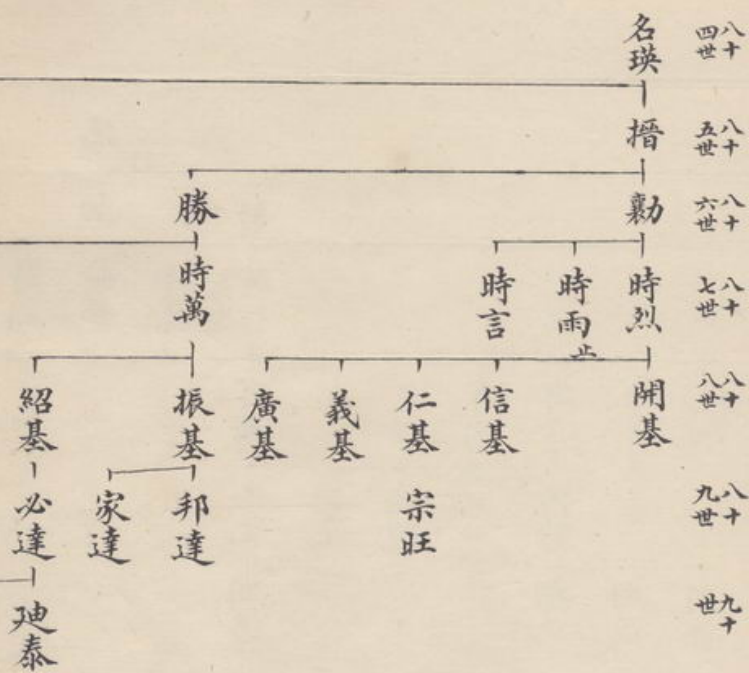 八十四世
八十五世
八十六世
八十七世
八十八世
八十九世
九十世
名瑛
搢
勷
時烈
開基
時雨
時言
信基
仁基
宗旺
義基
廣基
勝
時萬
振基
邦達
家達
紹基
必達
廸泰